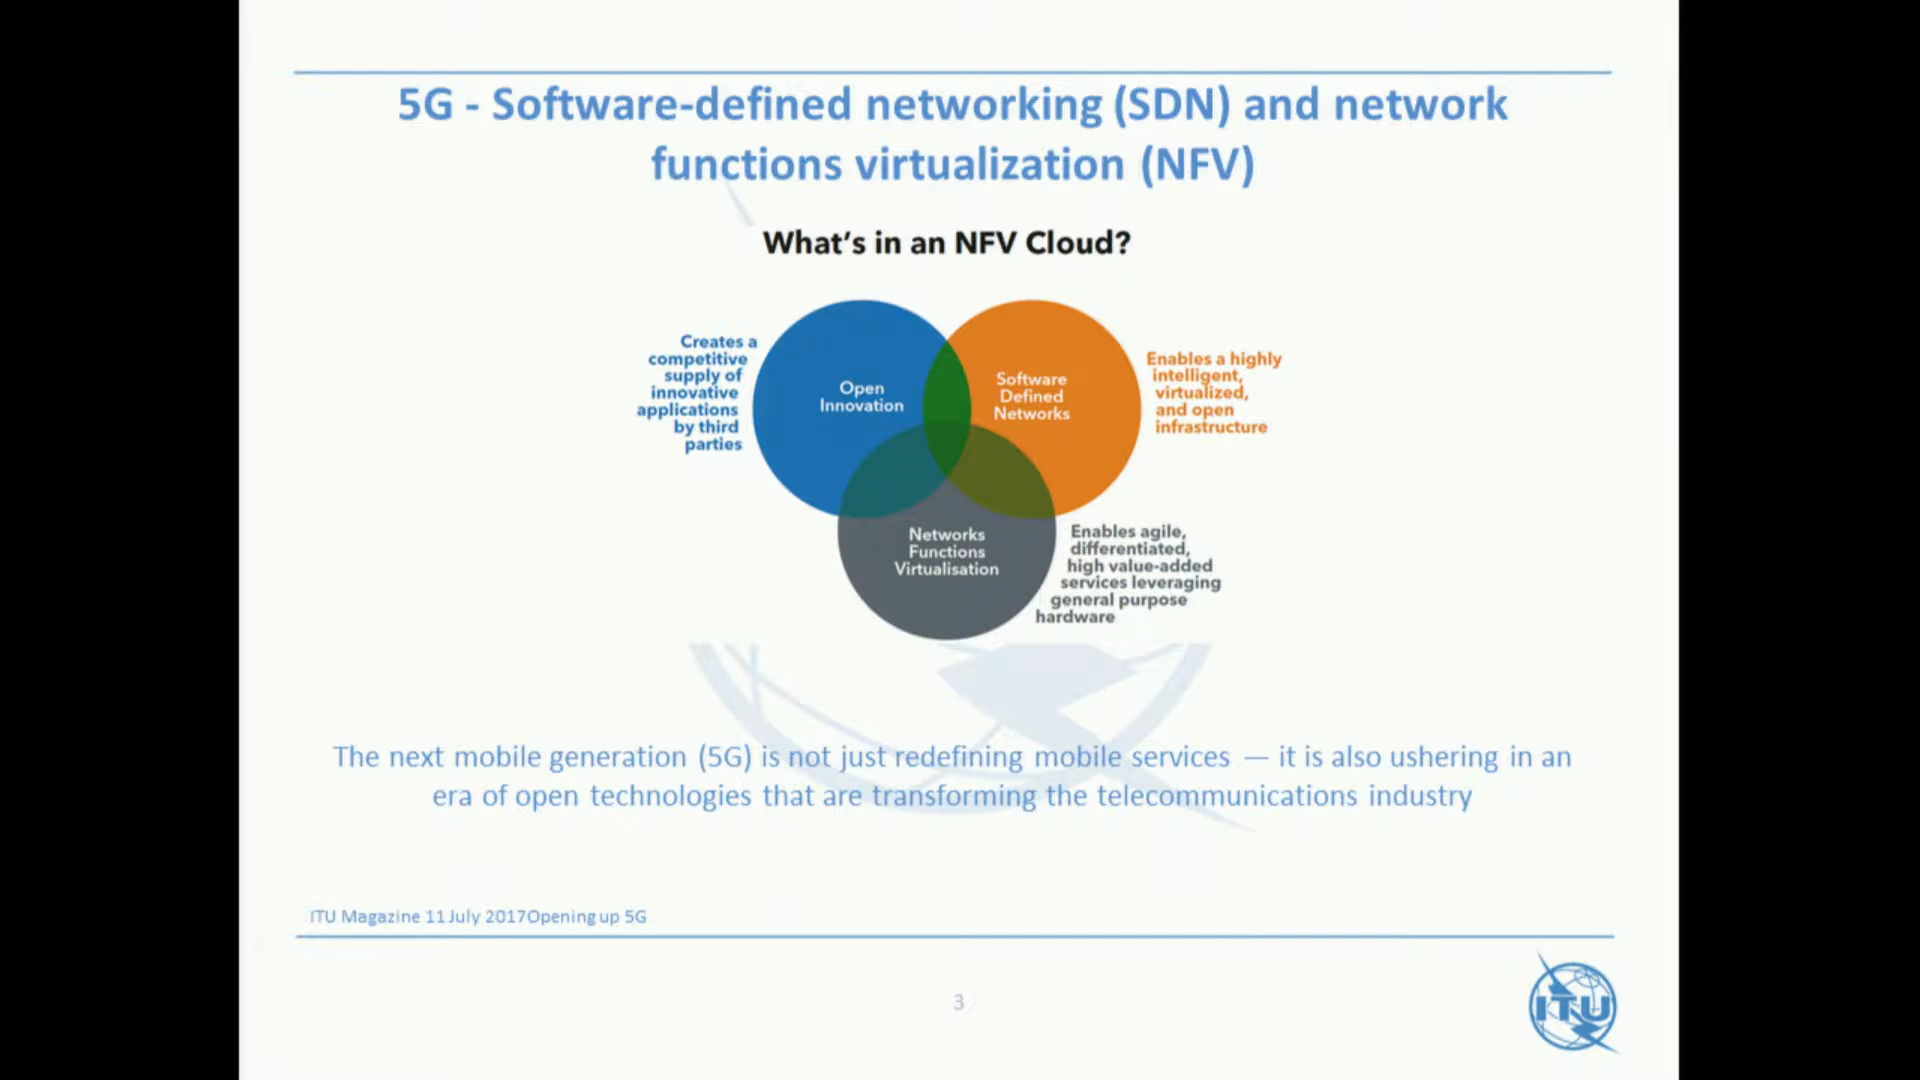 5G - Software-defined networking (SDN) and network
functions virtualization (NFV)
What's in an NFV Cloud?
Creates a
competitive
supply of
innovative
applications
by third
parties
Open
Innovation
Software
Defined
Networks
Enables a highly
intelligent,
virtualized,
and open
infrastructure
Networks
Functions
Virtualisation
Enables agile,
differentiated,
high value-added
services leveraging
general purpose
hardware
The next mobile generation (5G) is not just redefining mobile services — it is also ushering in an
era of open technologies that are transforming the telecommunications industry
ITU Magazine 11 July 2017Opening up 5G
3
ITU